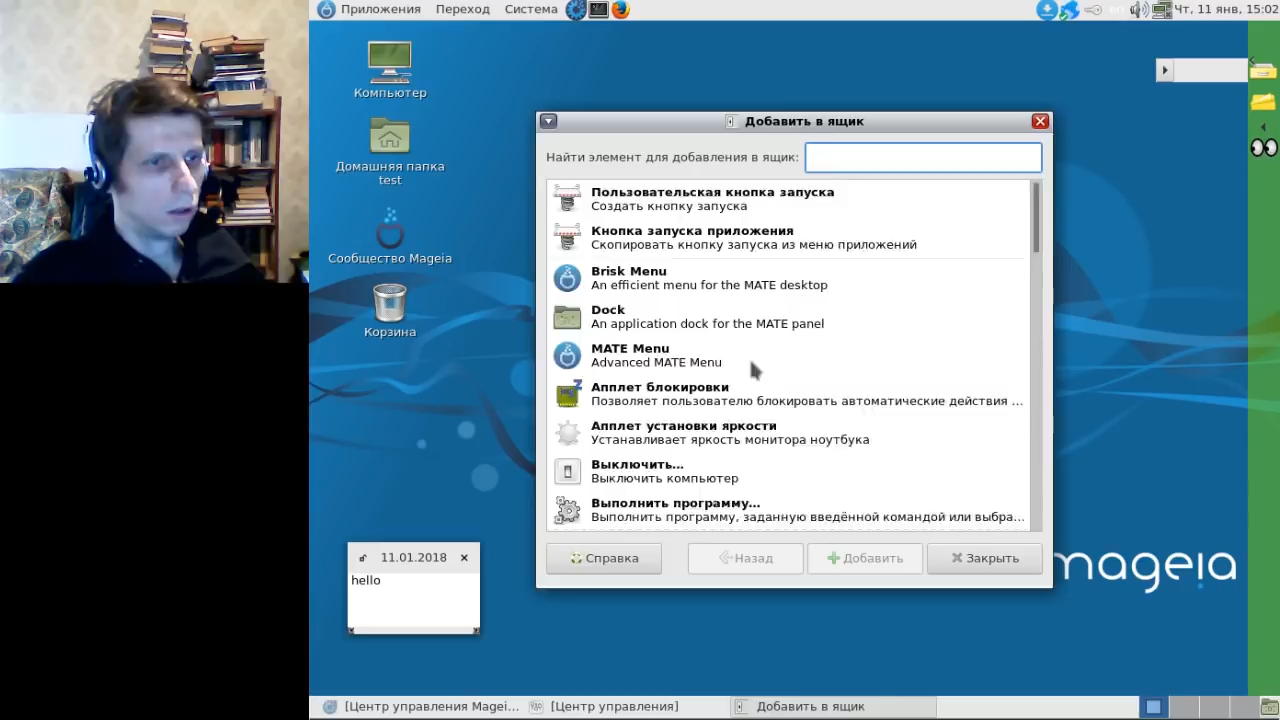 Приложения Переход Система
Чт, 11 янв, 15:02
Компьютер
Домашняя папка
test
Сообщество Mageia
Корзина
Добавить в ящик
Найти элемент для добавления в ящик:
Пользовательская кнопка запуска
Создать кнопку запуска
Кнопка запуска приложения
Скопировать кнопку запуска из меню приложений
Brisk Menu
An efficient menu for the MATE desktop
Dock
An application dock for the MATE panel
MATE Menu
Advanced MATE Menu
Апплет блокировки
Позволяет пользователю блокировать автоматические действия ...
Апплет установки яркости
Устанавливает яркость монитора ноутбука
Выключить...
Выключить компьютер
Выполнить программу...
Выполнить программу, заданную введённой командой или выбра...
Справка Назад Добавить Закрыть
mageia
11.01.2018
hello
[Центр управления Magei... [Центр управления] Добавить в ящик